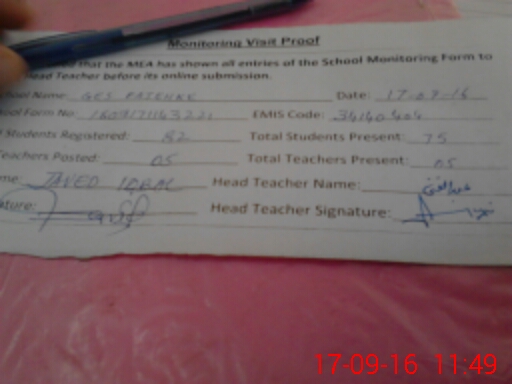 Monitoring Visit Proof
that the MEA has shown all entries of the School Monitoring Form to
Head Teacher before its online submission.
Name: GES Date: 17-09-16
Form No: EMIS Code: 34140404
Students Registered: 82 Total Students Present: 75
Teachers Posted: 05 Total Teachers Present: 05
me: JAVED IQBAL Head Teacher Name:
ature: Head Teacher Signature:
17-09-16 11:49